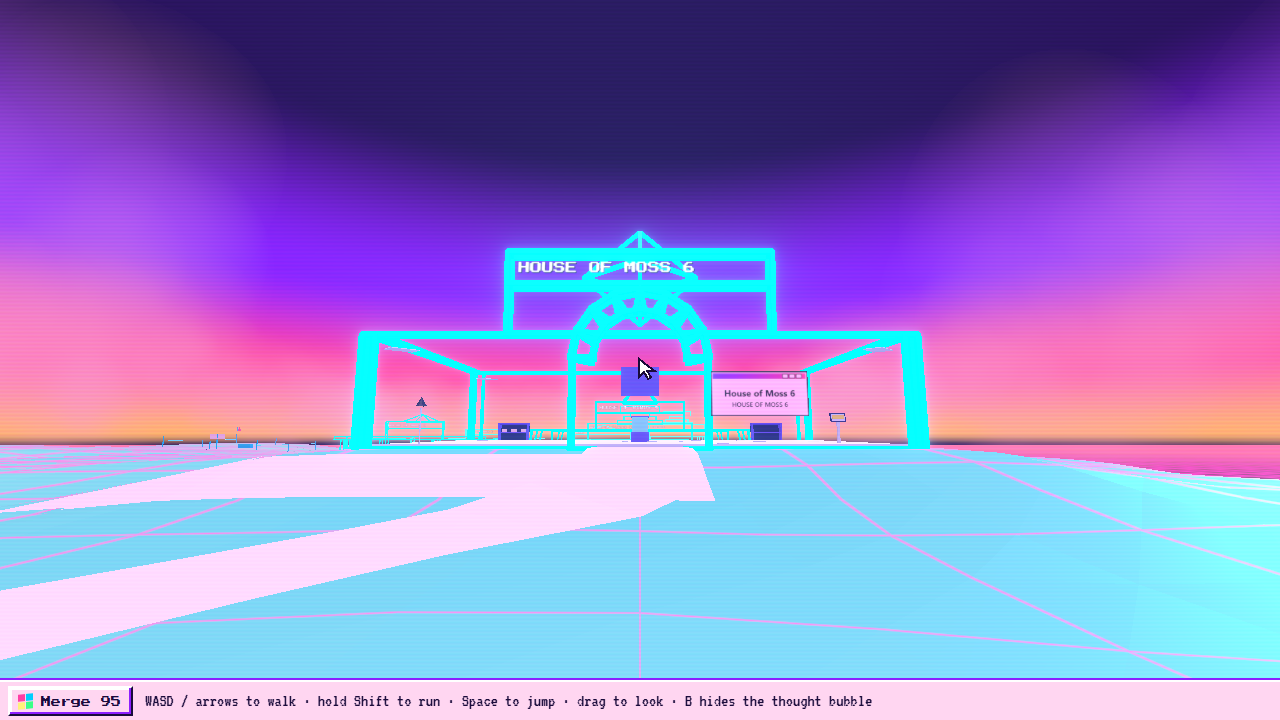 HOUSE OF MOSS 6
House of Moss 6
HOUSE OF MOSS 6
Merge 95
WASD / arrows to walk · hold Shift to run · Space to jump · drag to look · B hides the thought bubble